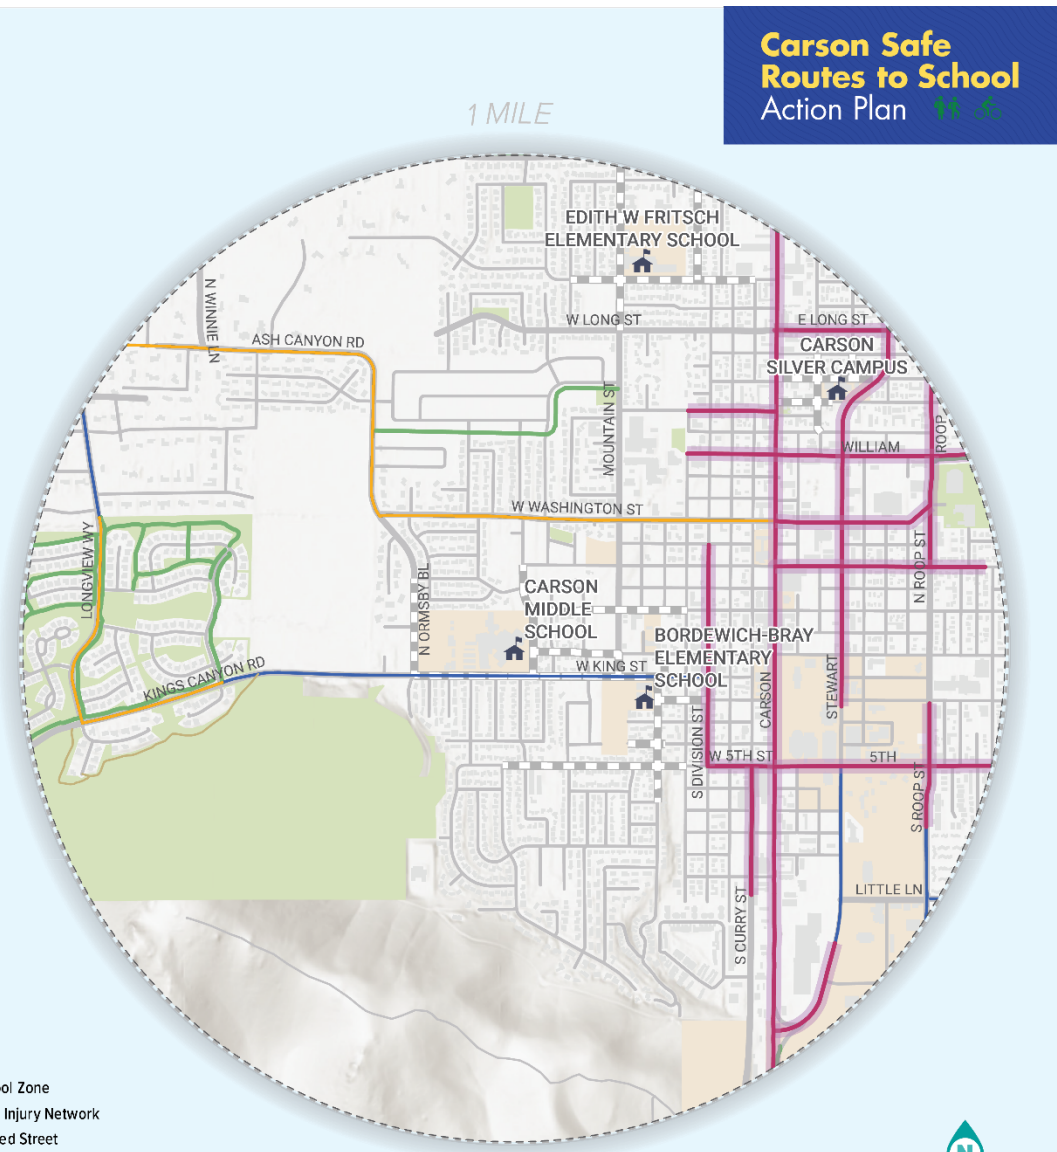 Carson Safe
Routes to School
Action Plan
1 MILE
EDITH W FRITSCH
ELEMENTARY SCHOOL
N WINNIE LN
ASH CANYON RD
W LONG ST
E LONG ST
CARSON
SILVER CAMPUS
MOUNTAIN ST
WILLIAM
ROOP
W WASHINGTON ST
LONGVIEW WY
N ORMSBY BL
CARSON
MIDDLE
SCHOOL
N ROOP ST
BORDEWICH-BRAY
ELEMENTARY
SCHOOL
W KING ST
KINGS CANYON RD
CARSON
STEWART
S DIVISION ST
W 5TH ST
5TH
S ROOP ST
LITTLE LN
S CURRY ST
ool Zone
Injury Network
ed Street
N